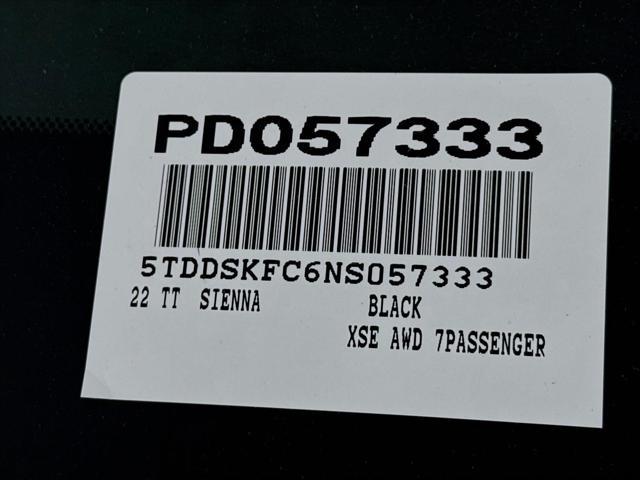 PD057333
5TDDSKFC6NS057333
22 TT SIENNA BLACK
XSE AWD 7PASSENGER